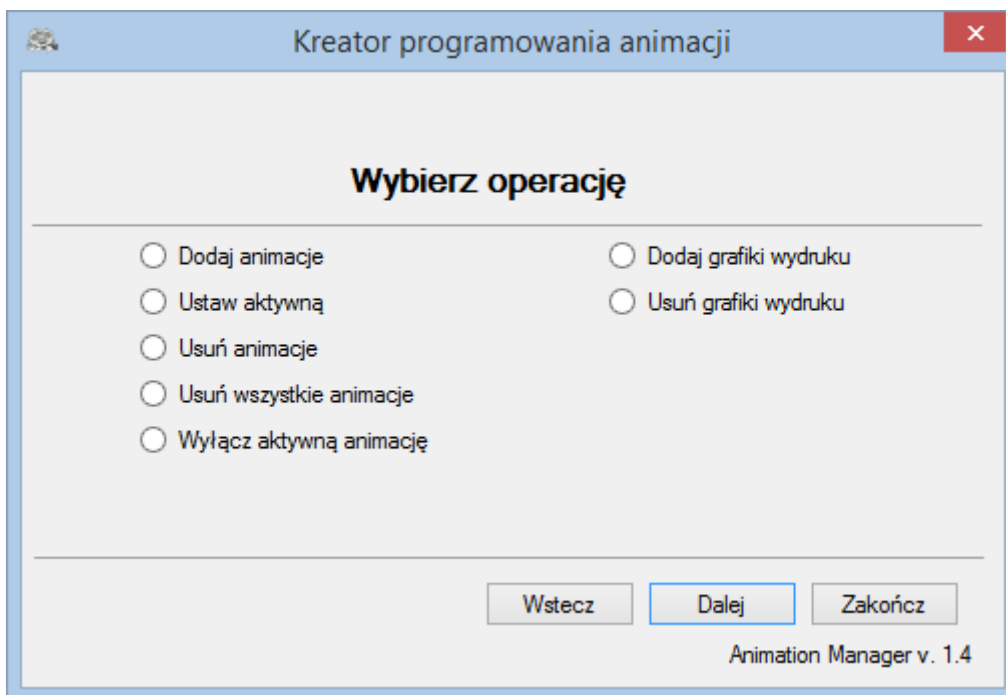 Kreator programowania animacji
Wybierz operację
Dodaj animacje
Ustaw aktywną
Usuń animacje
Usuń wszystkie animacje
Wyłącz aktywną animację
Dodaj grafiki wydruku
Usuń grafiki wydruku
Wstecz Dalej Zakończ
Animation Manager v. 1.4